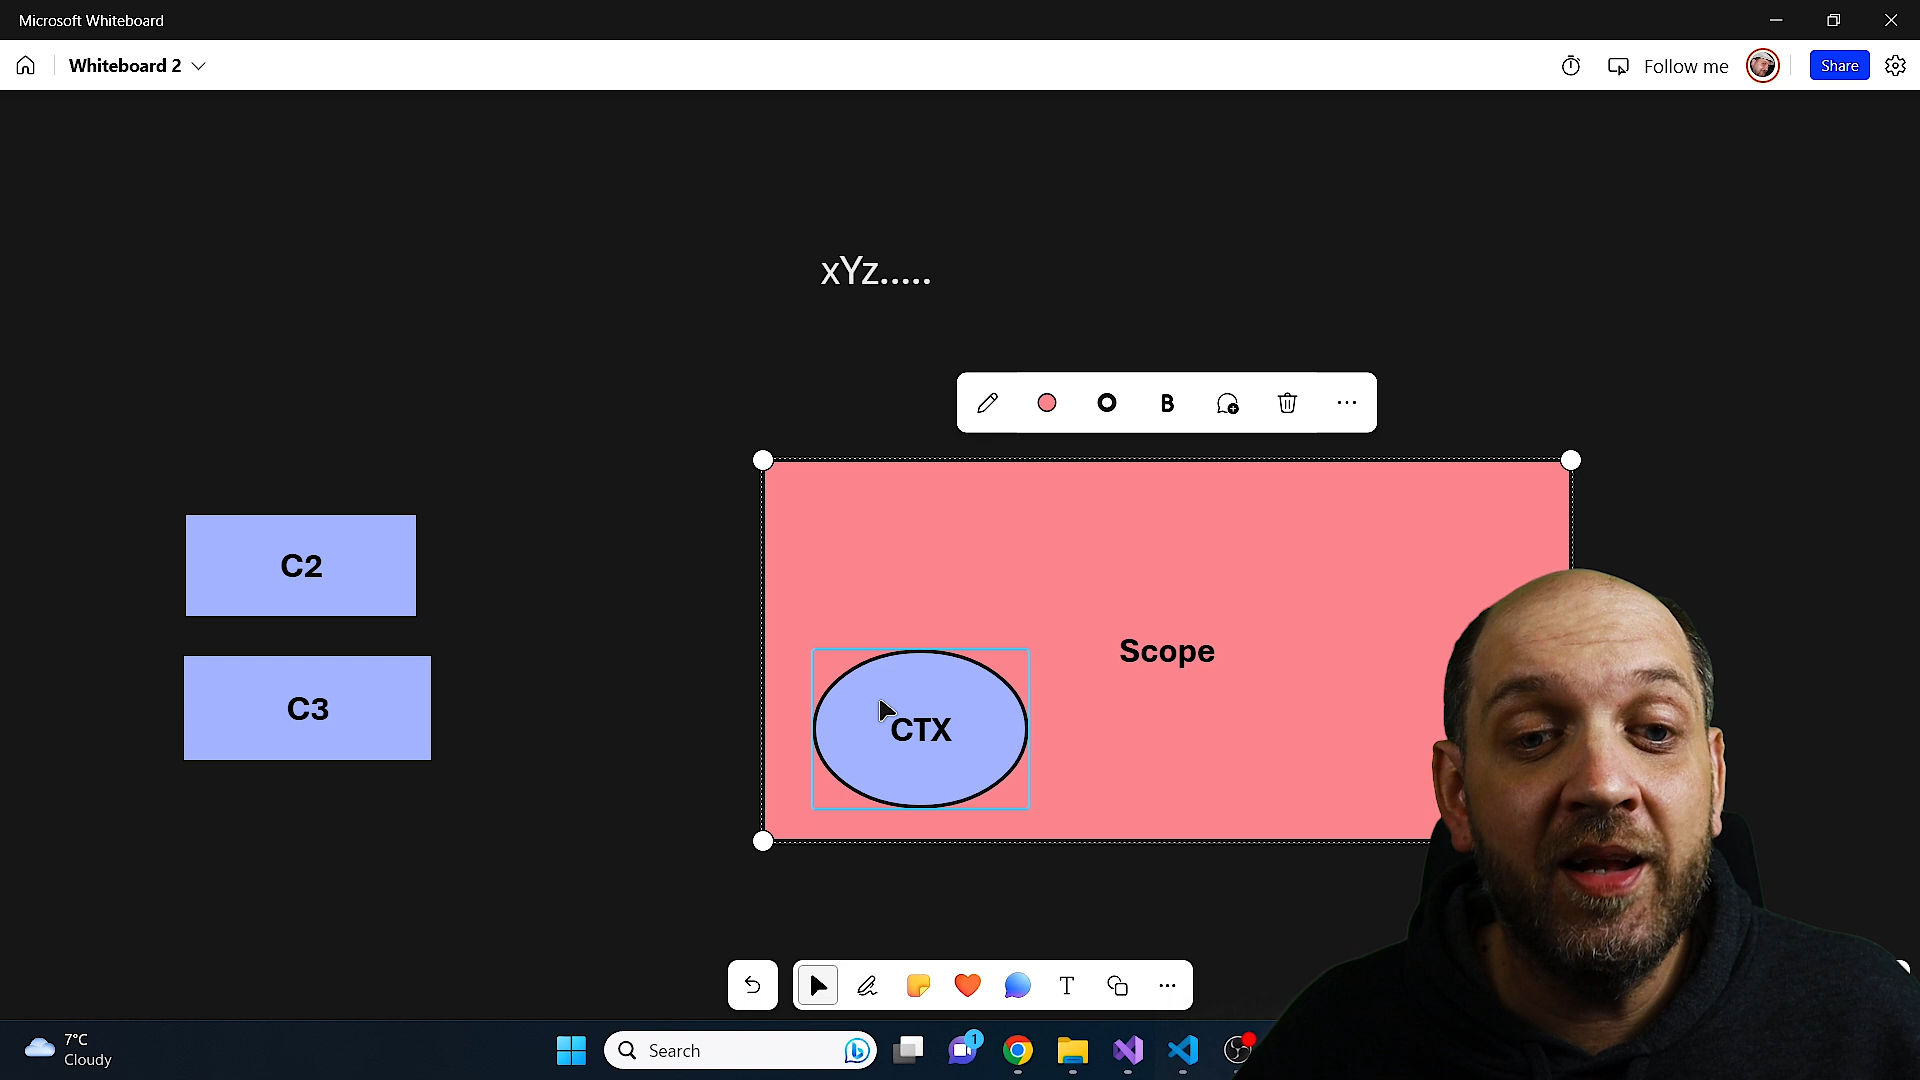 Microsoft Whiteboard
Whiteboard 2
Follow me
Share
xYz.....
B
C2
Scope
C3
CTX
T
7°C
Cloudy
Search
1